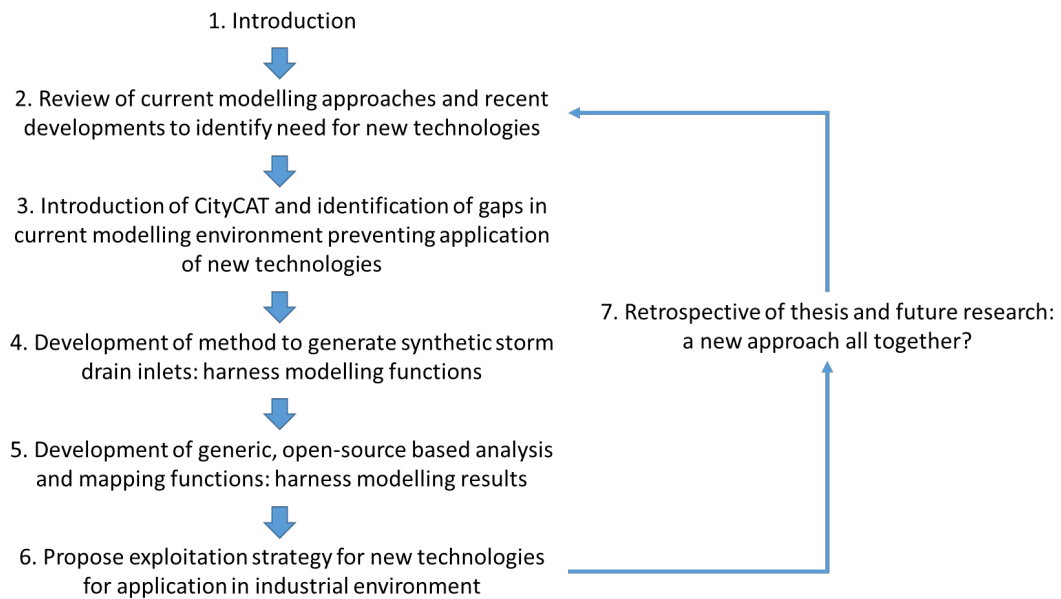 1. Introduction
2. Review of current modelling approaches and recent
developments to identify need for new technologies
3. Introduction of CityCAT and identification of gaps in
current modelling environment preventing application
of new technologies
4. Development of method to generate synthetic storm
drain inlets: harness modelling functions
5. Development of generic, open-source based analysis
and mapping functions: harness modelling results
6. Propose exploitation strategy for new technologies
for application in industrial environment
7. Retrospective of thesis and future research:
a new approach all together?